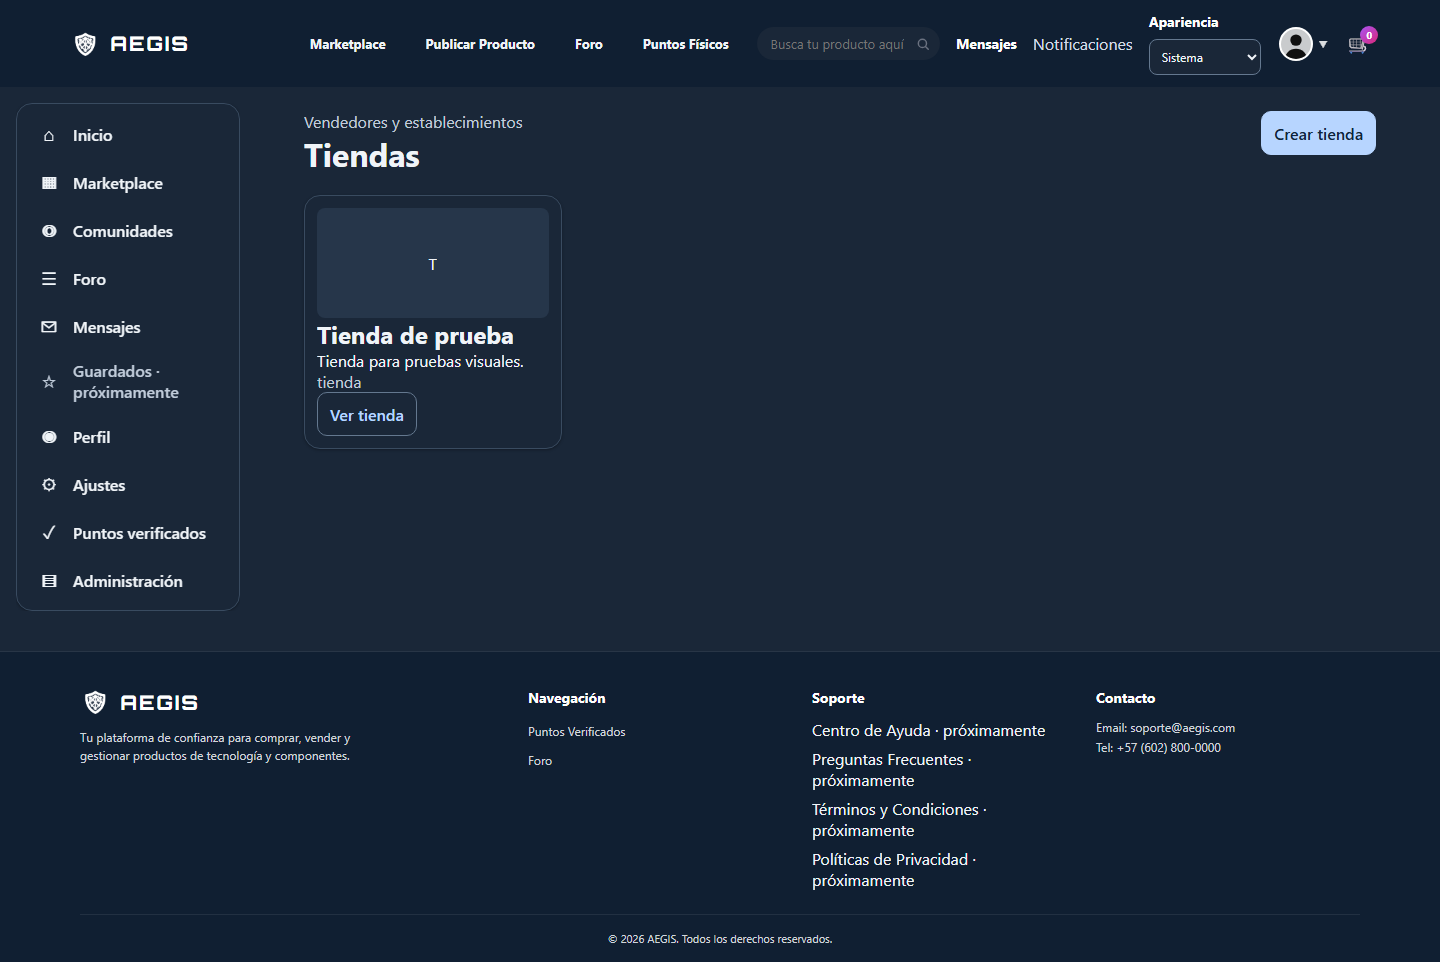 AEGIS
Marketplace
Publicar Producto
Foro
Puntos Físicos
Busca tu producto aquí
Mensajes
Notificaciones
Apariencia
Sistema
0
Inicio
Marketplace
Comunidades
Foro
Mensajes
Guardados ·
próximamente
Perfil
Ajustes
Puntos verificados
Administración
Vendedores y establecimientos
Tiendas
Crear tienda
T
Tienda de prueba
Tienda para pruebas visuales.
tienda
Ver tienda
AEGIS
Tu plataforma de confianza para comprar, vender y
gestionar productos de tecnología y componentes.
Navegación
Puntos Verificados
Foro
Soporte
Centro de Ayuda · próximamente
Preguntas Frecuentes ·
próximamente
Términos y Condiciones ·
próximamente
Políticas de Privacidad ·
próximamente
Contacto
Email: soporte@aegis.com
Tel: +57 (602) 800-0000
© 2026 AEGIS. Todos los derechos reservados.